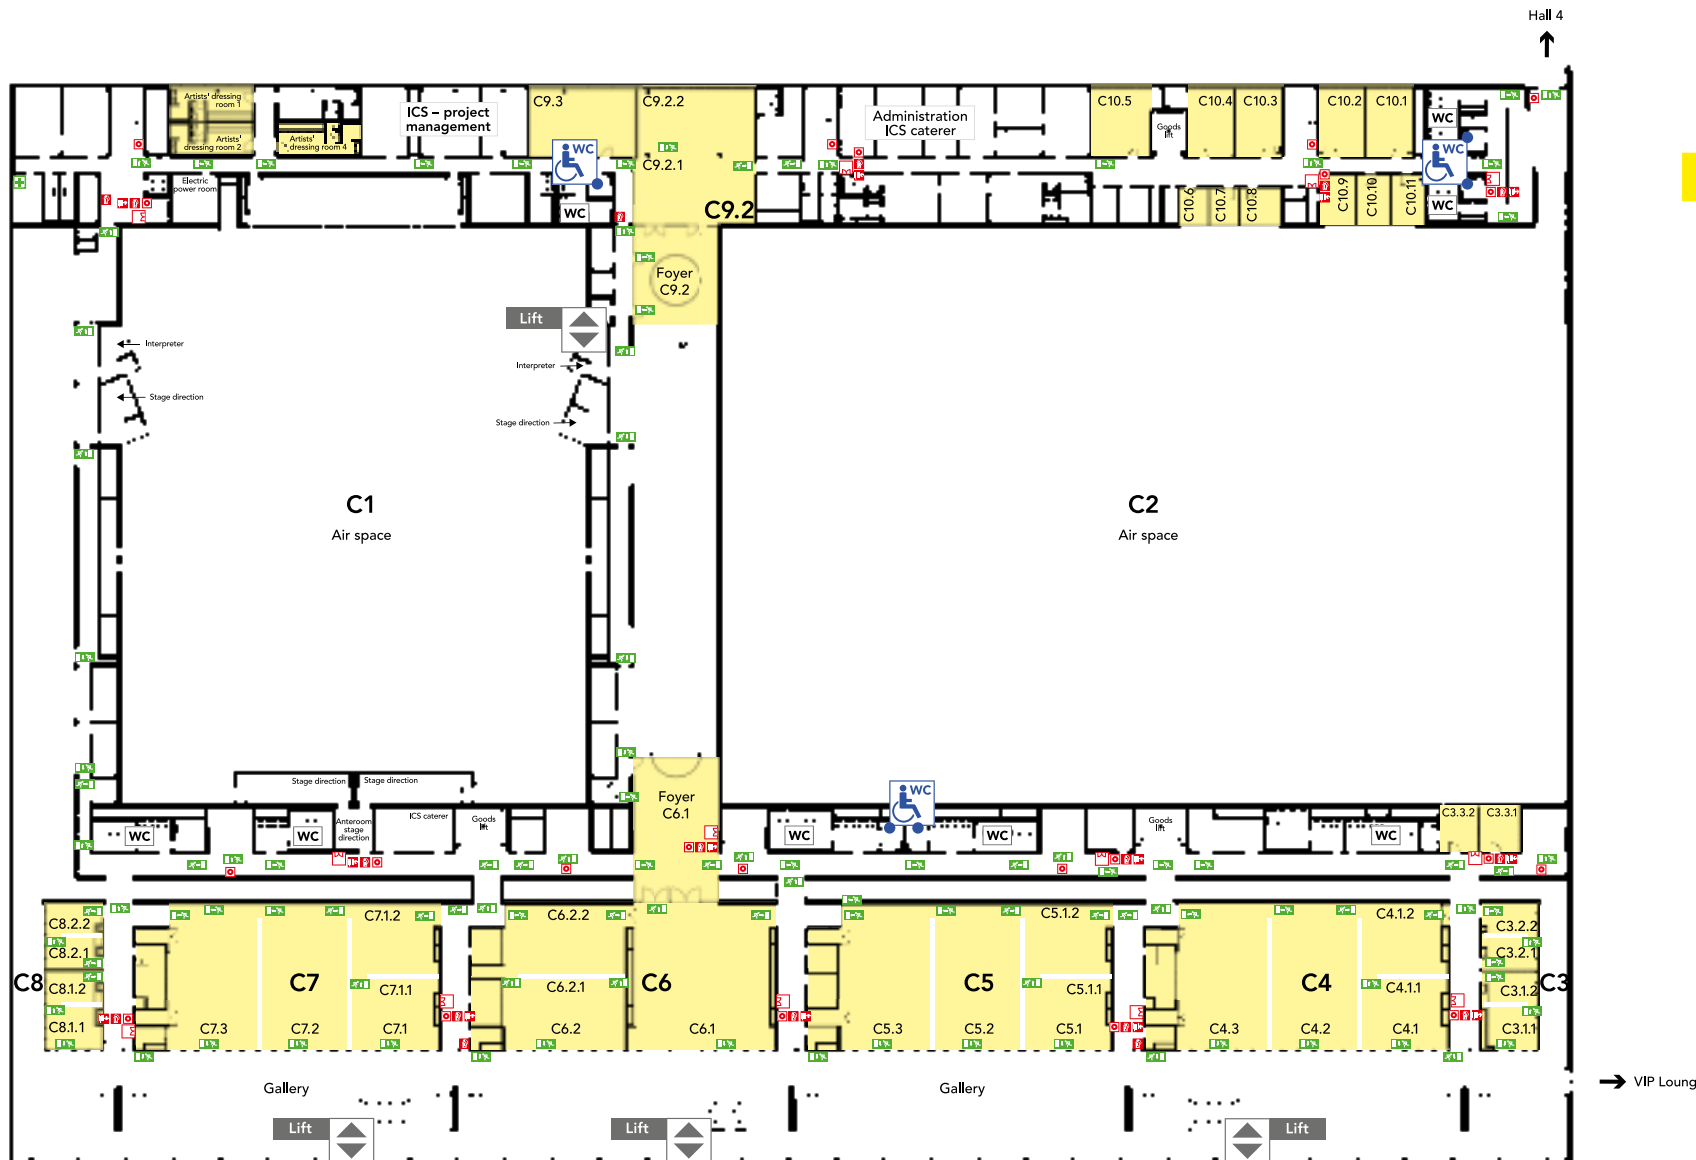 Hall 4
Artists' dressing
room 1
Artists'
dressing room 2
Artists'
dressing room 4
ICS – project
management
C9.3
C9.2.2
Administration
ICS caterer
C10.5
Goods
lift
C10.4
C10.3
C10.2
C10.1
WC
WC
C9.2.1
WC
Electric
power room
WC
C9.2
C10.6
C10.7
C10.8
C10.9
C10.10
C10.11
WC
Foyer
C9.2
Lift
Interpreter
Interpreter
Stage direction
Stage direction
C1
Air space
C2
Air space
Stage direction
Stage direction
Foyer
C6.1
WC
WC
WC
Anteroom
stage
direction
ICS caterer
Goods
lift
WC
WC
Goods
lift
WC
C3.3.2
C3.3.1
C8.2.2
C8.2.1
C8
C8.1.2
C8.1.1
C7.1.2
C7
C7.1.1
C7.3
C7.2
C7.1
C6.2.2
C6.2.1
C6
C6.2
C6.1
C5.1.2
C5
C5.1.1
C5.3
C5.2
C5.1
C4.1.2
C4
C4.1.1
C4.3
C4.2
C4.1
C3.2.2
C3.2.1
C3
C3.1.2
C3.1.1
Gallery
Gallery
VIP Loung
Lift
Lift
Lift